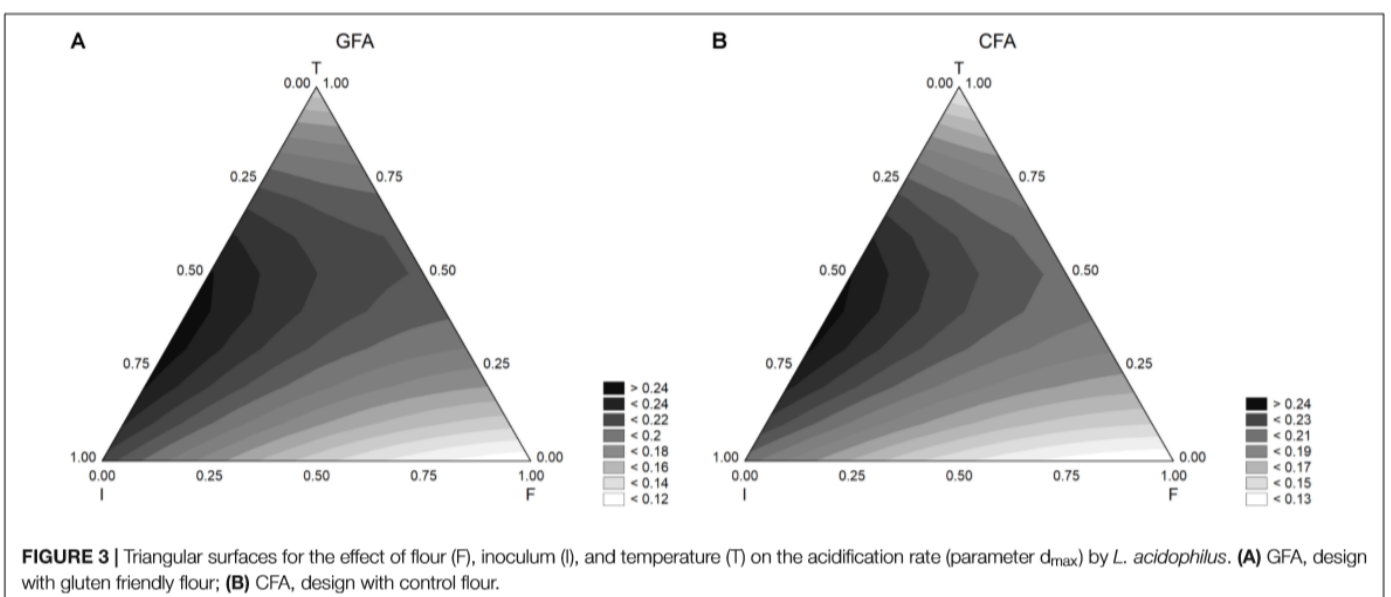 A
GFA
T
0.00 1.00
0.25 0.75
0.50 0.50
0.75 0.25
1.00 0.00
0.00 0.25 0.50 0.75 1.00
I F
> 0.24
< 0.24
< 0.22
< 0.2
< 0.18
< 0.16
< 0.14
< 0.12
B
CFA
T
0.00 1.00
0.25 0.75
0.50 0.50
0.75 0.25
1.00 0.00
0.00 0.25 0.50 0.75 1.00
I F
> 0.24
< 0.23
< 0.21
< 0.19
< 0.17
< 0.15
< 0.13
FIGURE 3 | Triangular surfaces for the effect of flour (F), inoculum (I), and temperature (T) on the acidification rate (parameter dmax) by L. acidophilus. (A) GFA, design
with gluten friendly flour; (B) CFA, design with control flour.